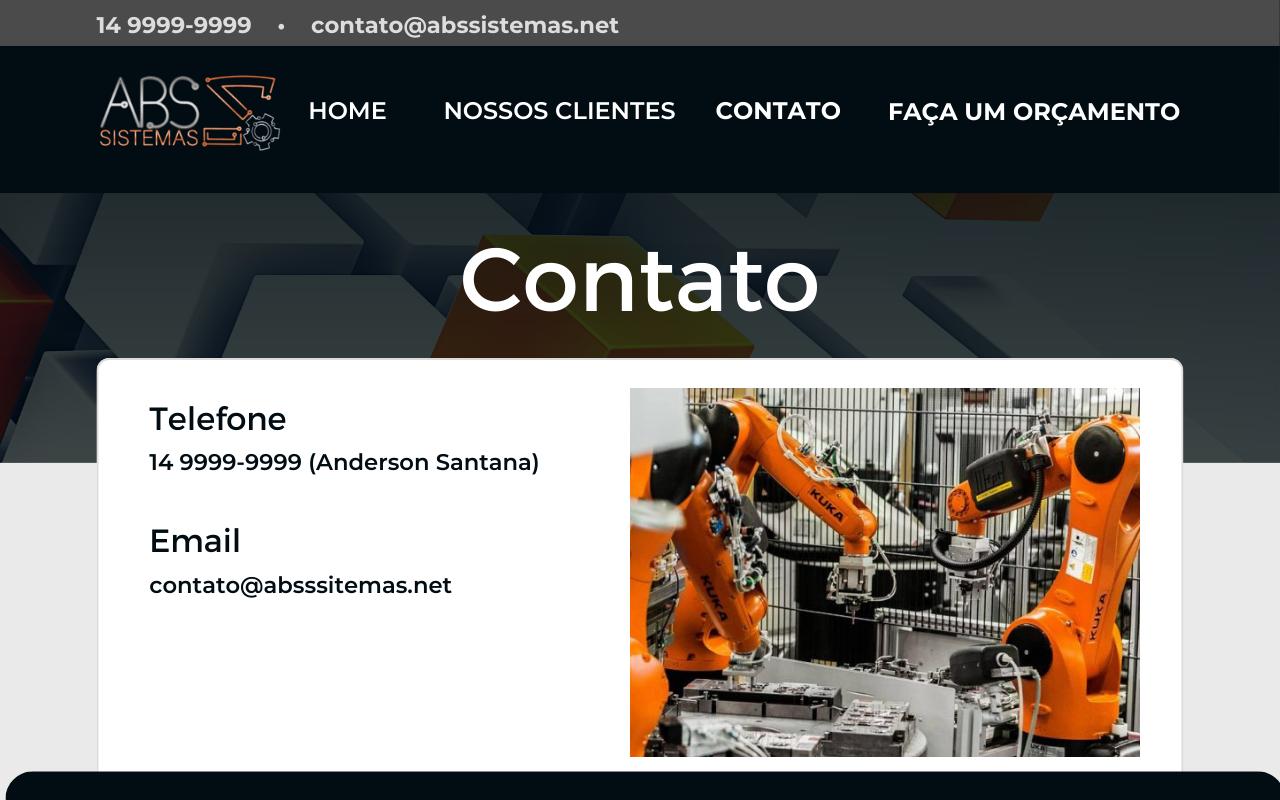 14 9999-9999 • contato@abssistemas.net
ABS
SISTEMAS
HOME NOSSOS CLIENTES CONTATO FAÇA UM ORÇAMENTO
Contato
Telefone
14 9999-9999 (Anderson Santana)
Email
contato@absssitemas.net
KUKA
KUKA
KUKA
KUKA